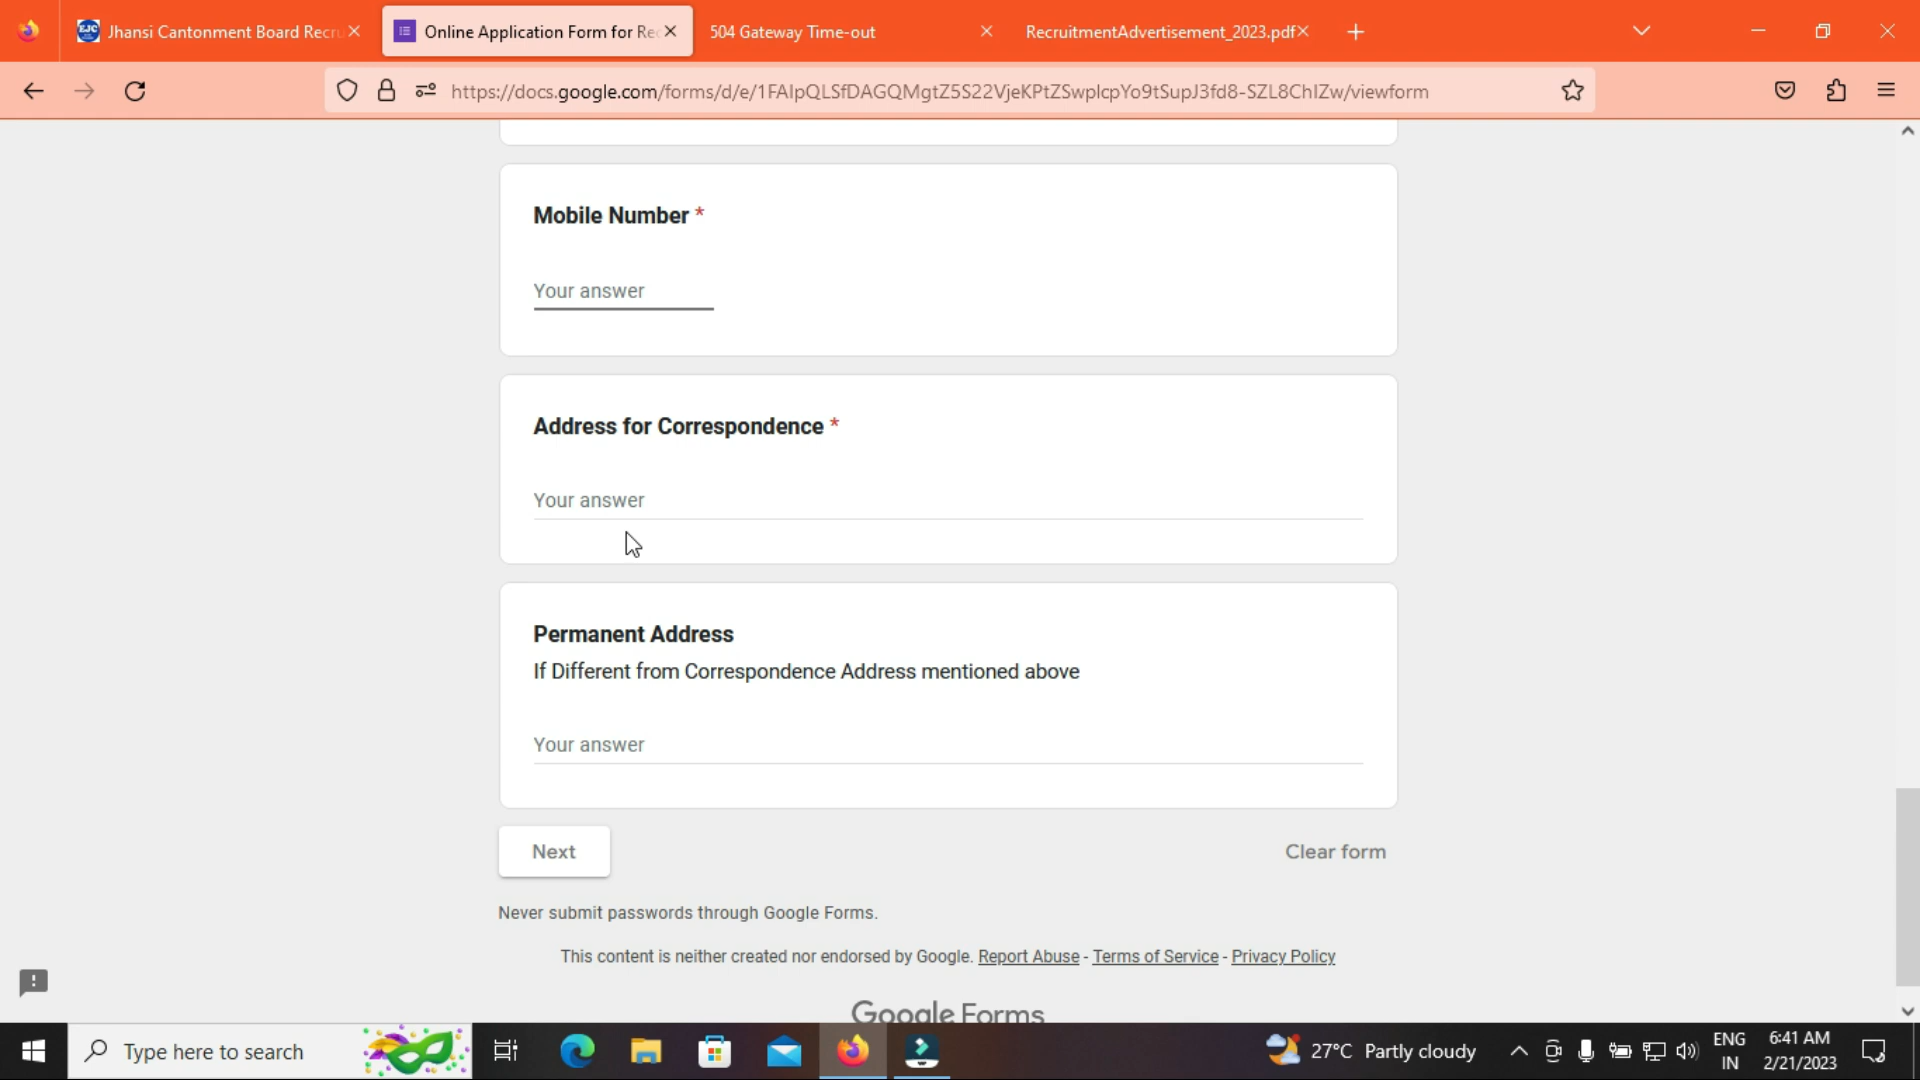 EJC
Jhansi Cantonment Board Recru
Online Application Form for Re
504 Gateway Time-out
RecruitmentAdvertisement_2023.pdf
https://docs.google.com/forms/d/e/1FAIpQLSfDAGQMgtZ5S22VjeKPtZSwplcpYo9tSupJ3fd8-SZL8ChIZw/viewform
Mobile Number *
Your answer
Address for Correspondence *
Your answer
Permanent Address
If Different from Correspondence Address mentioned above
Your answer
Next
Clear form
Never submit passwords through Google Forms.
This content is neither created nor endorsed by Google. Report Abuse - Terms of Service - Privacy Policy
Google Forms
Type here to search
27°C Partly cloudy
ENG
IN
6:41 AM
2/21/2023